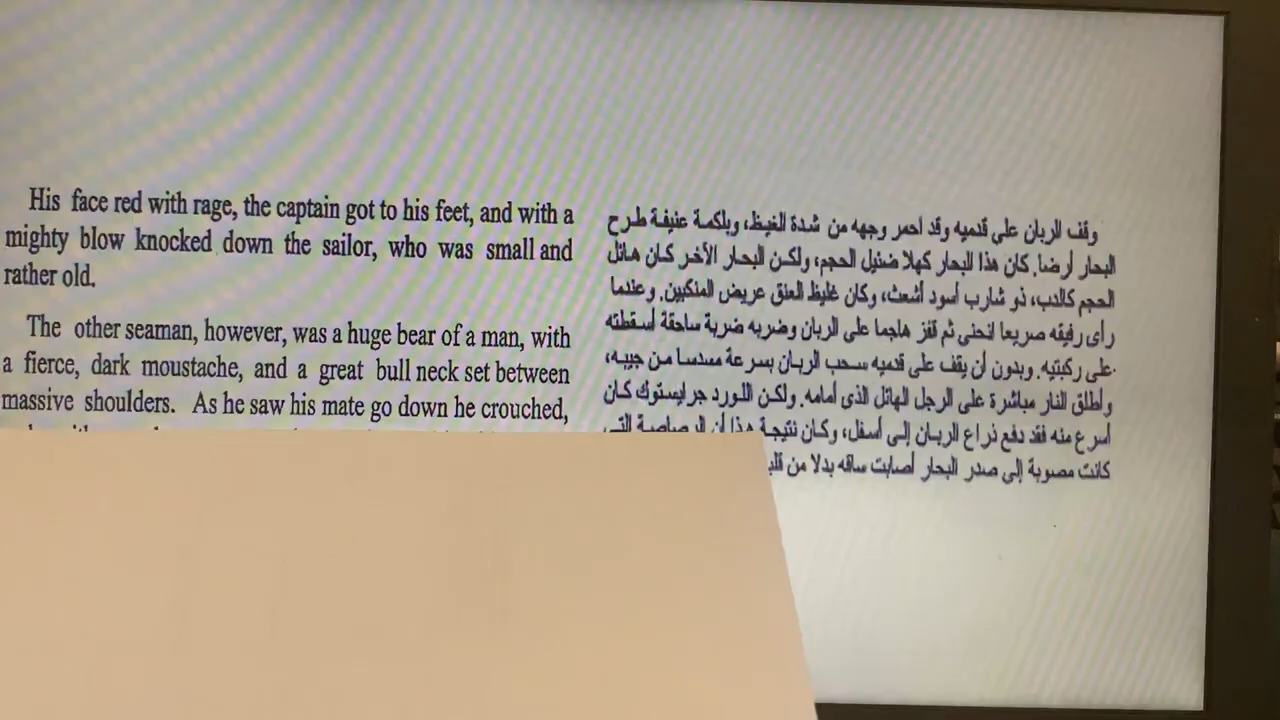 His face red with rage, the captain got to his feet, and with a
mighty blow knocked down the sailor, who was small and
rather old.
The other seaman, however, was a huge bear of a man, with
a fierce, dark moustache, and a great bull neck set between
massive shoulders. As he saw his mate go down he crouched,
وقف الربان على قدميه وقد احمر وجهه من شدة الغيظ، وبلكمة عنيفة طرح
البحار أرضا. كان هذا البحار كهلا ضئيل الحجم، ولكن البحار الآخر كان هائل
الحجم كالدب، ذو شارب أسود أشعث، وكان غليظ العنق عريض المنكبين. وعندما
رأى رفيقه صريعا انحنى ثم قفز هاجما على الربان وضربه ضربة ساحقة أسقطته
على ركبتيه. وبدون أن يقف على قدميه سحب الربان بسرعة مسدسا من جيبه،
وأطلق النار مباشرة على الرجل الهائل الذى أمامه. ولكن اللورد جرايستوك كان
أسرع منه فقد دفع ذراع الربان إلى أسفل، وكان نتيجة هذا أن الرصاصة التى
كانت مصوبة إلى صدر البحار أصابت ساقه بدلا من